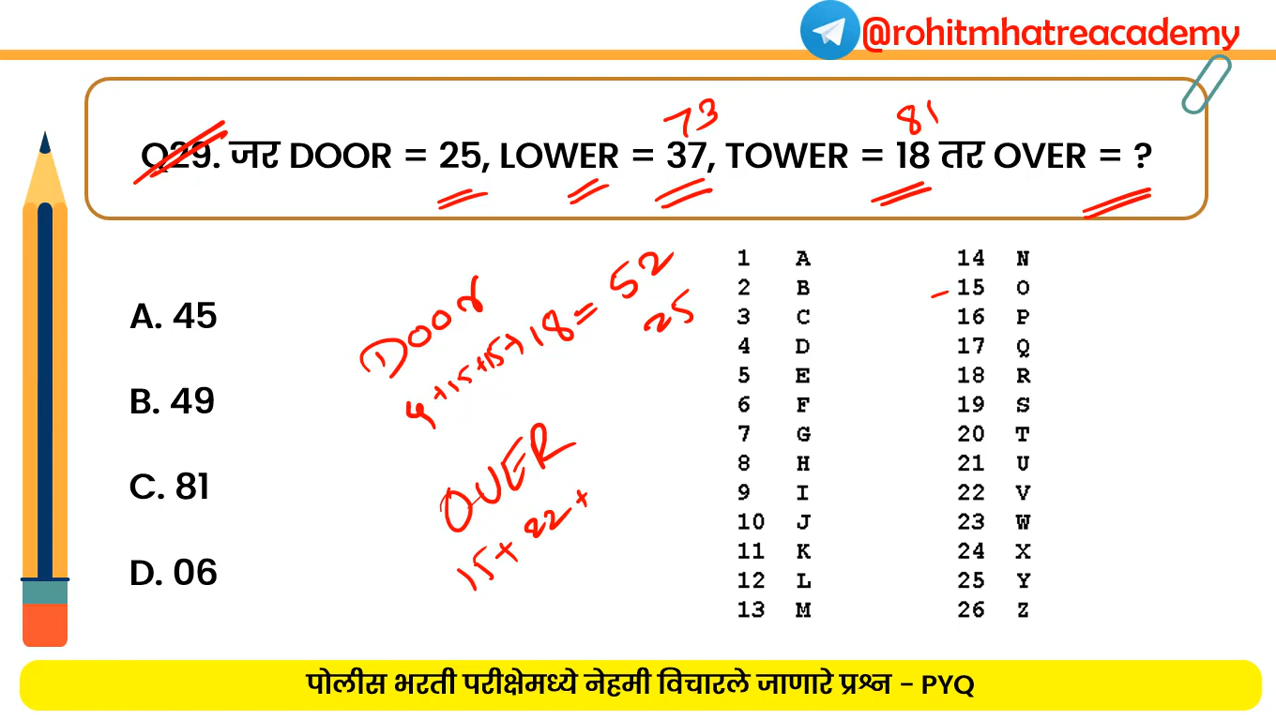 @rohitmhatreacademy
73 81
Q29. जर DOOR = 25, LOWER = 37, TOWER = 18 तर OVER = ?
A. 45
B. 49
C. 81
D. 06
DOOR
4+15+15+18 = 52
25
OVER
15+22+
1 A 14 N
2 B 15 O
3 C 16 P
4 D 17 Q
5 E 18 R
6 F 19 S
7 G 20 T
8 H 21 U
9 I 22 V
10 J 23 W
11 K 24 X
12 L 25 Y
13 M 26 Z
पोलीस भरती परीक्षेमध्ये नेहमी विचारले जाणारे प्रश्न - PYQ